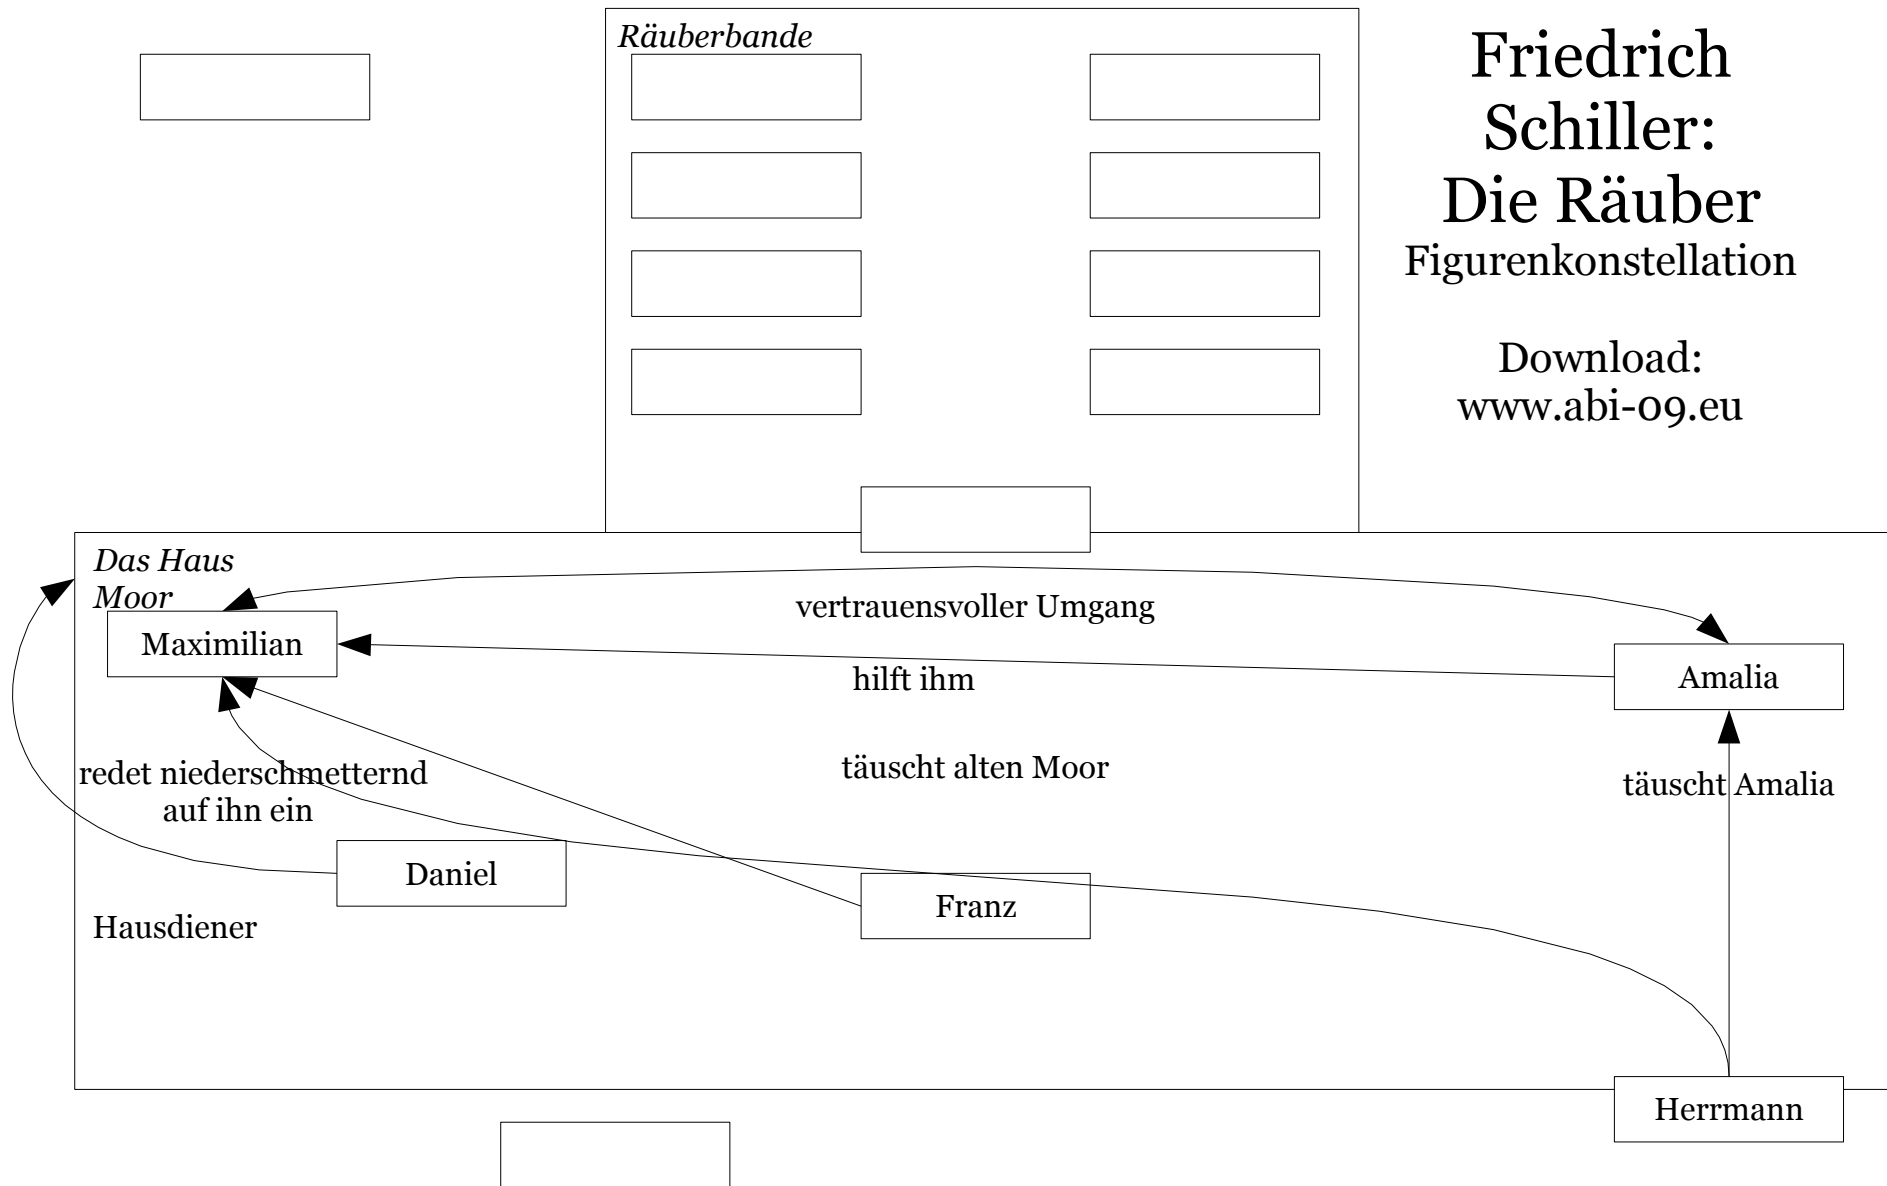 Räuberbande
Friedrich
Schiller:
Die Räuber
Figurenkonstellation
Download:
www.abi-09.eu
Das Haus
Moor
Maximilian
vertrauensvoller Umgang
hilft ihm
Amalia
redet niederschmetternd
auf ihn ein
täuscht alten Moor
täuscht Amalia
Daniel
Franz
Hausdiener
Herrmann